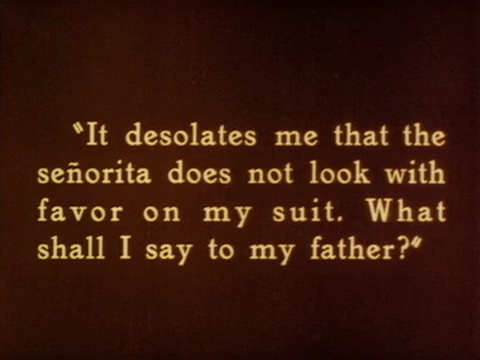 "It desolates me that the
señorita does not look with
favor on my suit. What
shall I say to my father?"